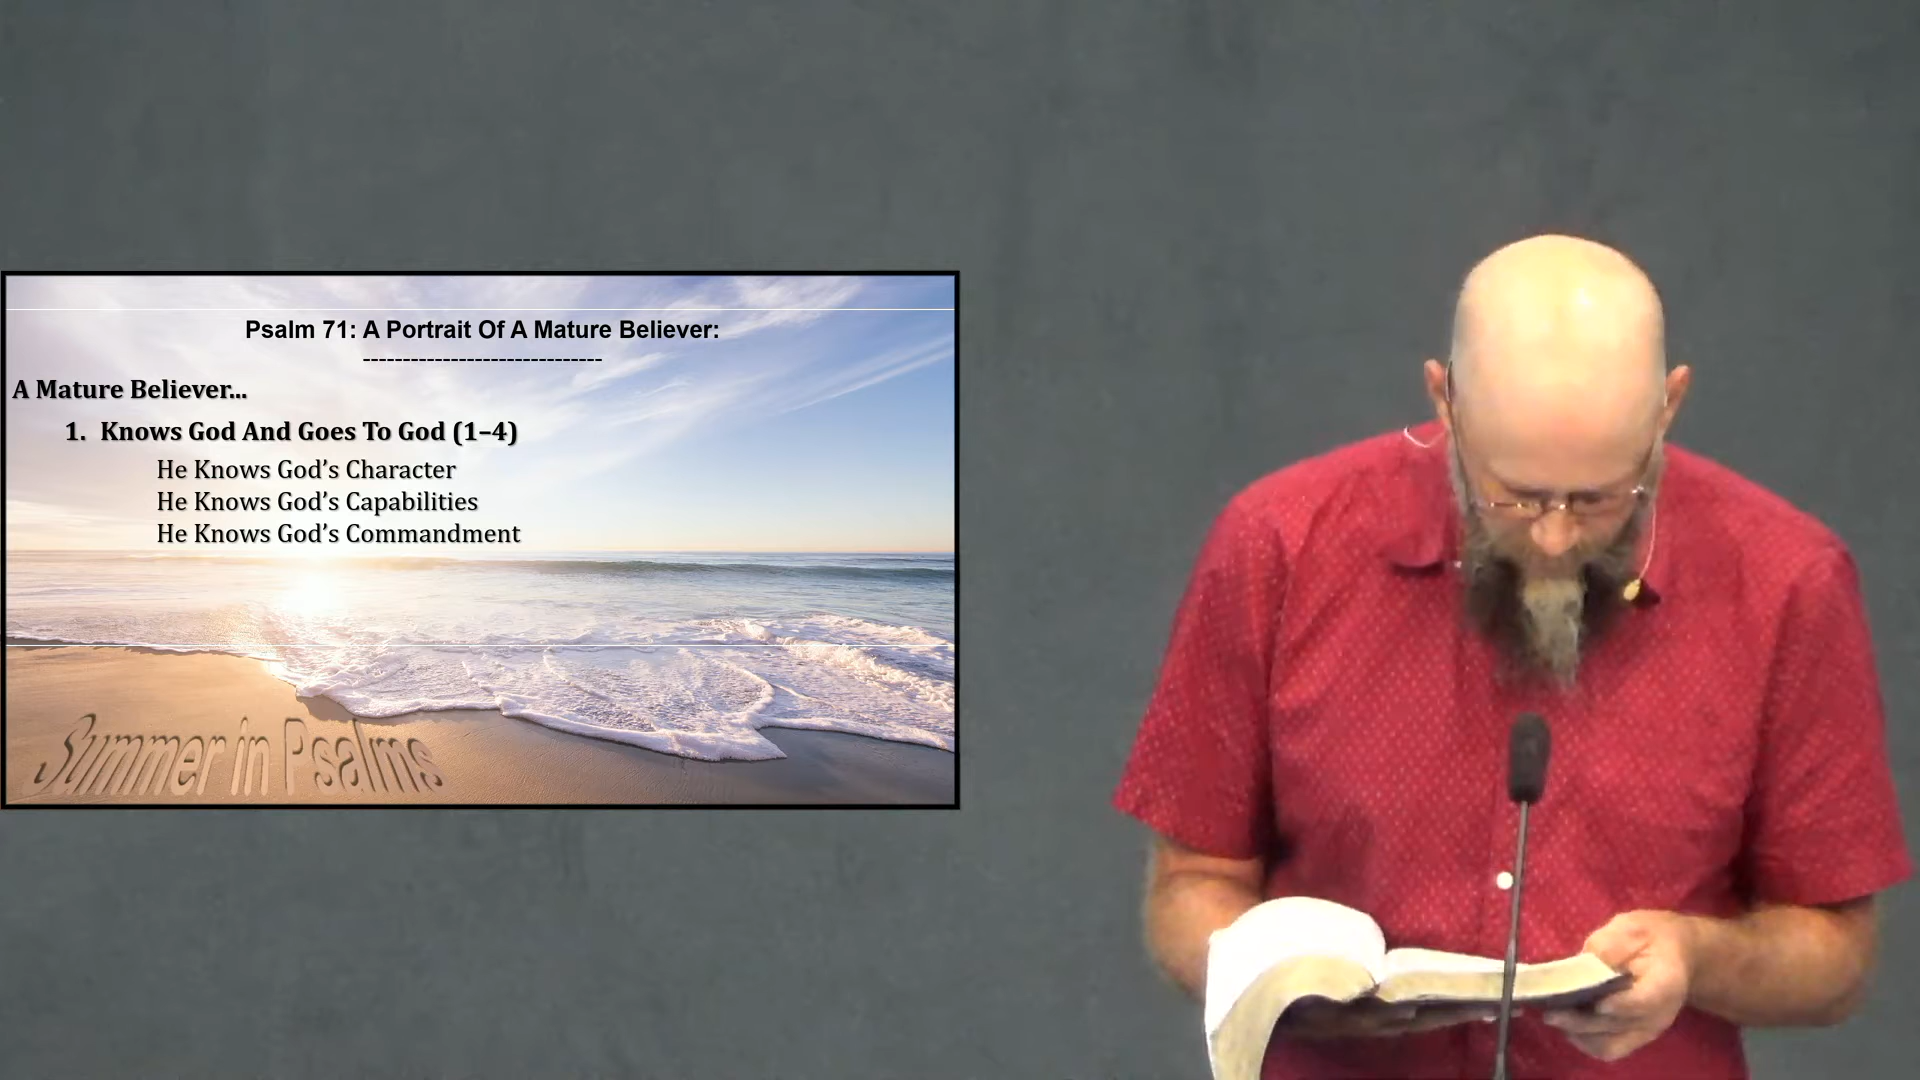 Psalm 71: A Portrait Of A Mature Believer:
------------------------------
A Mature Believer...
1. Knows God And Goes To God (1–4)
He Knows God’s Character
He Knows God’s Capabilities
He Knows God’s Commandment
Summer in Psalms